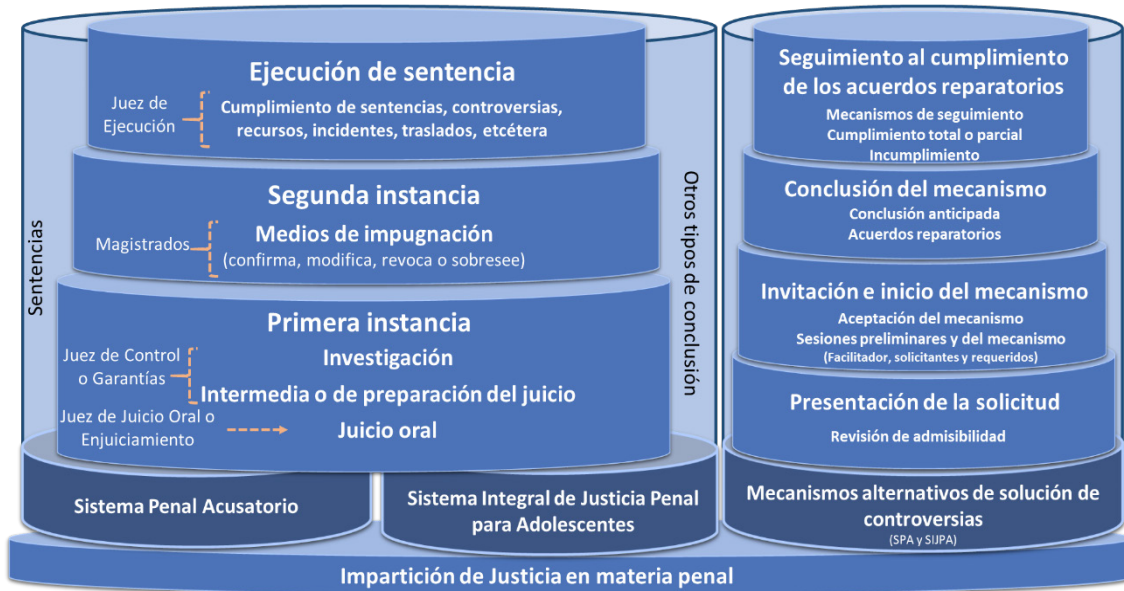 Ejecución de sentencia
Juez de
Ejecución
Cumplimiento de sentencias, controversias,
recursos, incidentes, traslados, etcétera
Segunda instancia
Magistrados
Medios de impugnación
(confirma, modifica, revoca o sobresee)
Primera instancia
Juez de Control
o Garantías
Investigación
Intermedia o de preparación del juicio
Juez de Juicio Oral o
Enjuiciamiento
Juicio oral
Sentencias
Otros tipos de conclusión
Sistema Penal Acusatorio
Sistema Integral de Justicia Penal
para Adolescentes
Seguimiento al cumplimiento
de los acuerdos reparatorios
Mecanismos de seguimiento
Cumplimiento total o parcial
Incumplimiento
Conclusión del mecanismo
Conclusión anticipada
Acuerdos reparatorios
Invitación e inicio del mecanismo
Aceptación del mecanismo
Sesiones preliminares y del mecanismo
(Facilitador, solicitantes y requeridos)
Presentación de la solicitud
Revisión de admisibilidad
Mecanismos alternativos de solución de
controversias
(SPA y SIJPA)
Impartición de Justicia en materia penal